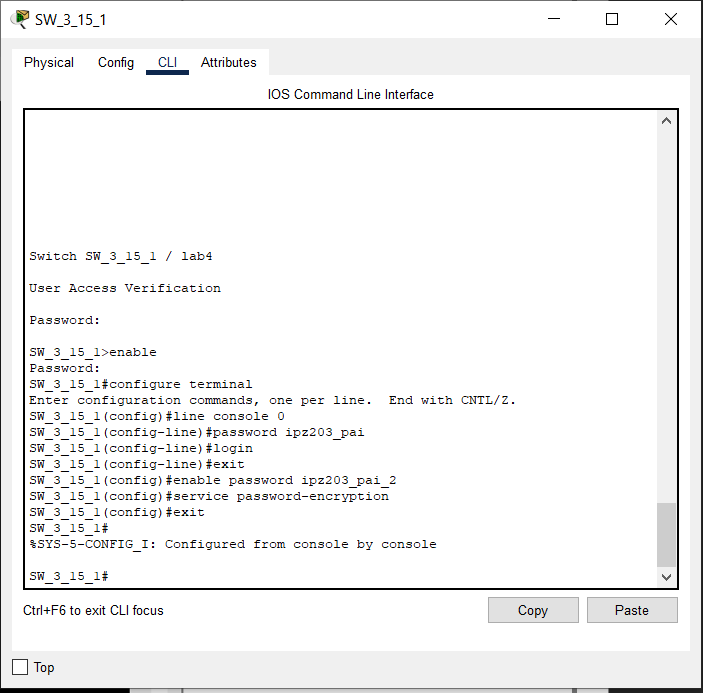 SW_3_15_1
Physical Config CLI Attributes
IOS Command Line Interface
Switch SW_3_15_1 / lab4
User Access Verification
Password:
SW_3_15_1>enable
Password:
SW_3_15_1#configure terminal
Enter configuration commands, one per line.  End with CNTL/Z.
SW_3_15_1(config)#line console 0
SW_3_15_1(config-line)#password ipz203_pai
SW_3_15_1(config-line)#login
SW_3_15_1(config-line)#exit
SW_3_15_1(config)#enable password ipz203_pai_2
SW_3_15_1(config)#service password-encryption
SW_3_15_1(config)#exit
SW_3_15_1#
%SYS-5-CONFIG_I: Configured from console by console
SW_3_15_1#
Ctrl+F6 to exit CLI focus
Copy
Paste
Top